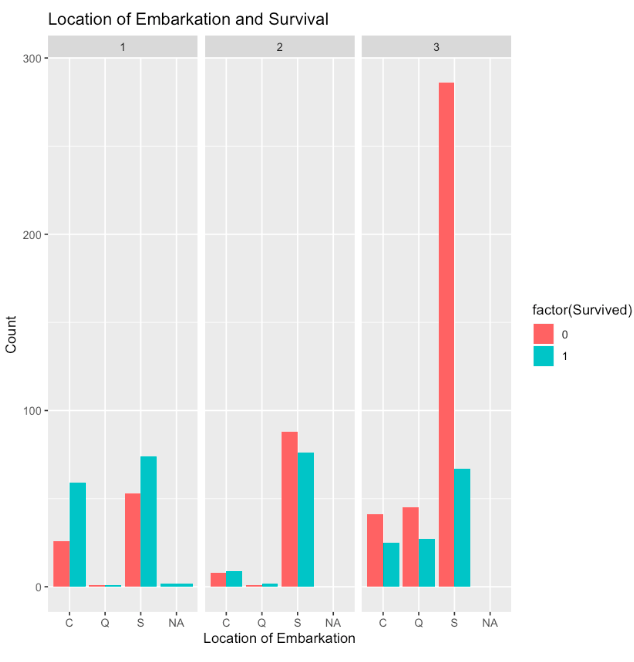 Location of Embarkation and Survival
1 2 3
300
200
100
0
Count
C Q S NA C Q S NA C Q S NA
Location of Embarkation
factor(Survived)
0
1